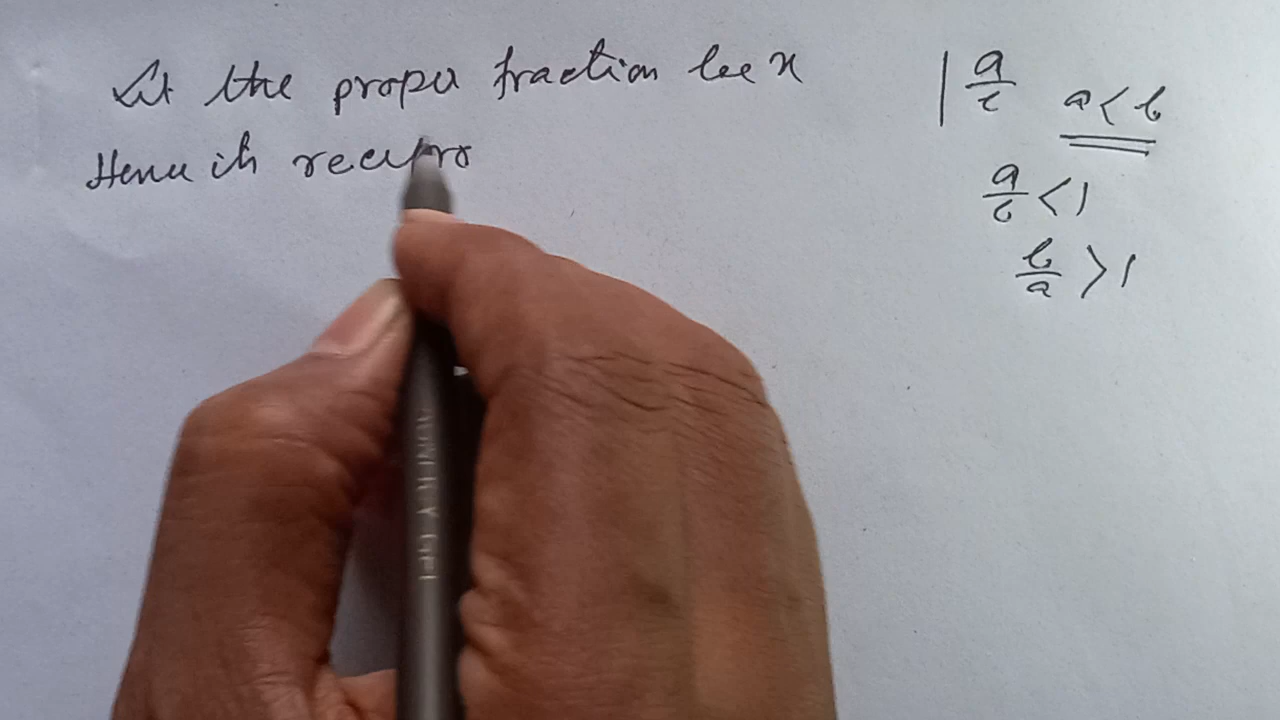 Let the proper fraction be x
Hence its recipro
a/b a < b
a/b < 1
b/a > 1